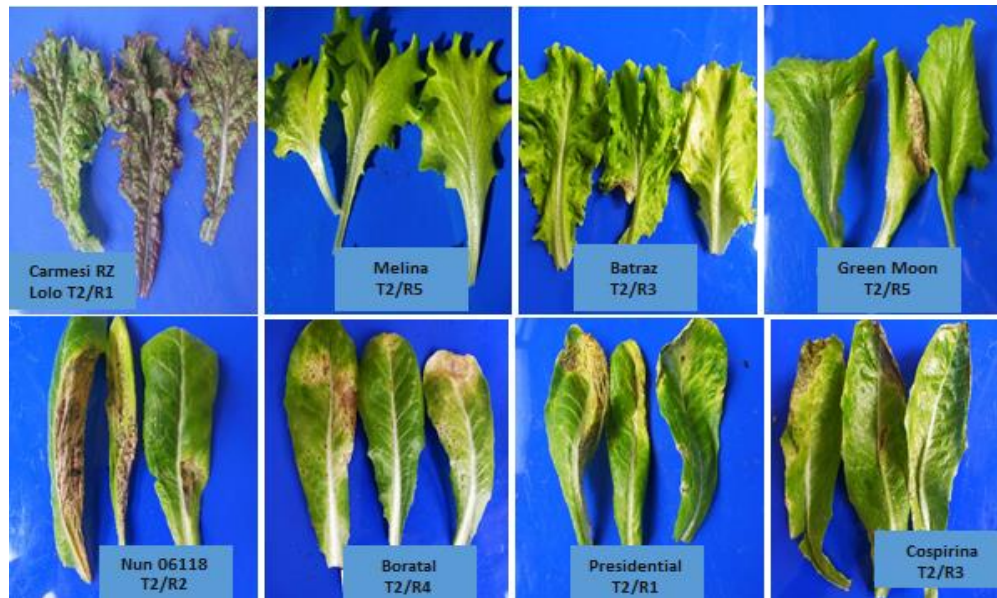 Carmesi RZ
Lolo T2/R1
Melina
T2/R5
Batraz
T2/R3
Green Moon
T2/R5
Nun 06118
T2/R2
Boratal
T2/R4
Presidential
T2/R1
Cospirina
T2/R3